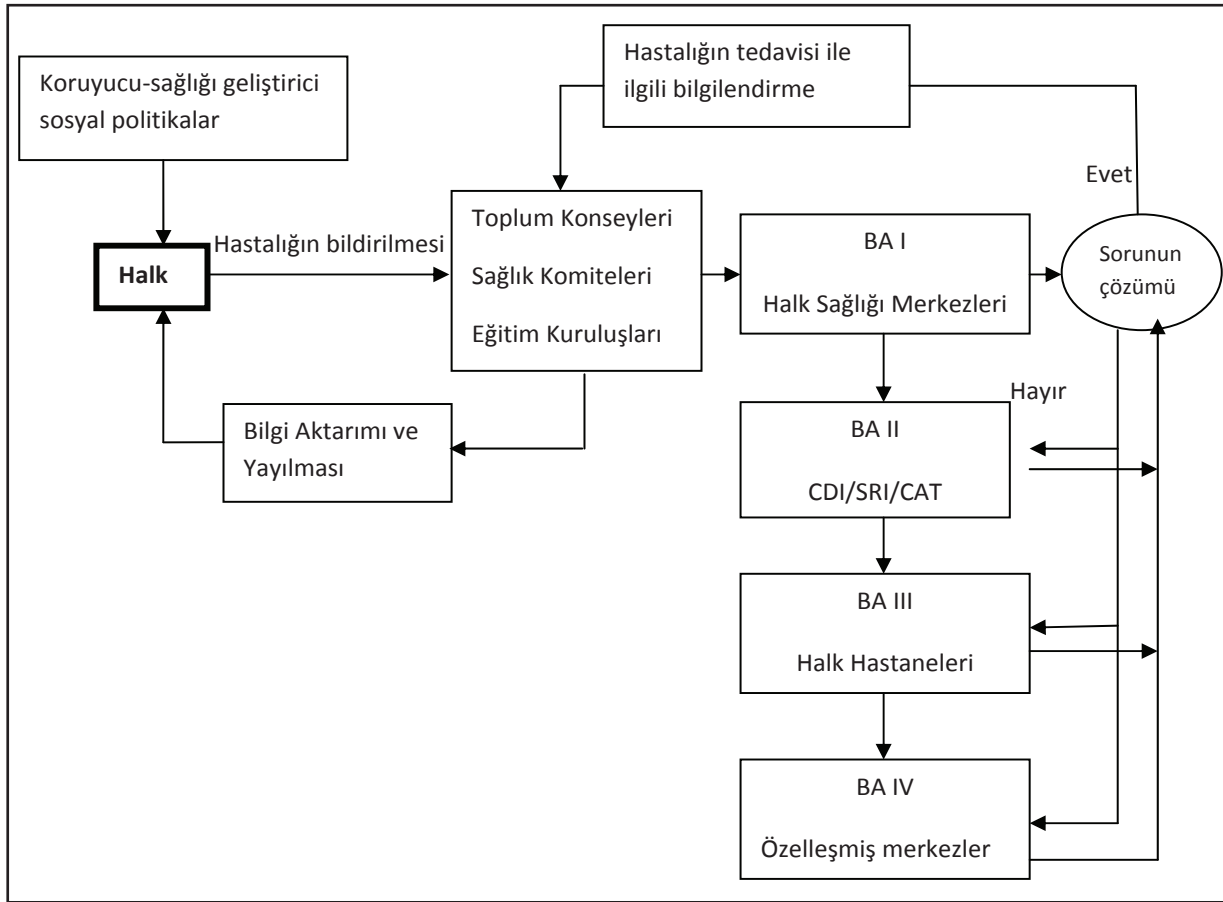 Koruyucu-sağlığı geliştirici
sosyal politikalar
Hastalığın tedavisi ile
ilgili bilgilendirme
Evet
Halk
Hastalığın bildirilmesi
Toplum Konseyleri
Sağlık Komiteleri
Eğitim Kuruluşları
BA I
Halk Sağlığı Merkezleri
Sorunun
çözümü
Bilgi Aktarımı ve
Yayılması
Hayır
BA II
CDI/SRI/CAT
BA III
Halk Hastaneleri
BA IV
Özelleşmiş merkezler